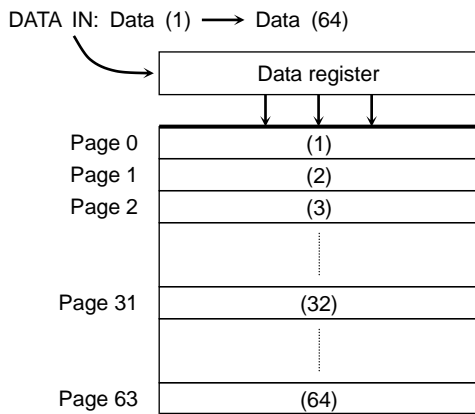 DATA IN: Data (1) ⟶ Data (64)
Data register
Page 0 (1)
Page 1 (2)
Page 2 (3)
Page 31 (32)
Page 63 (64)